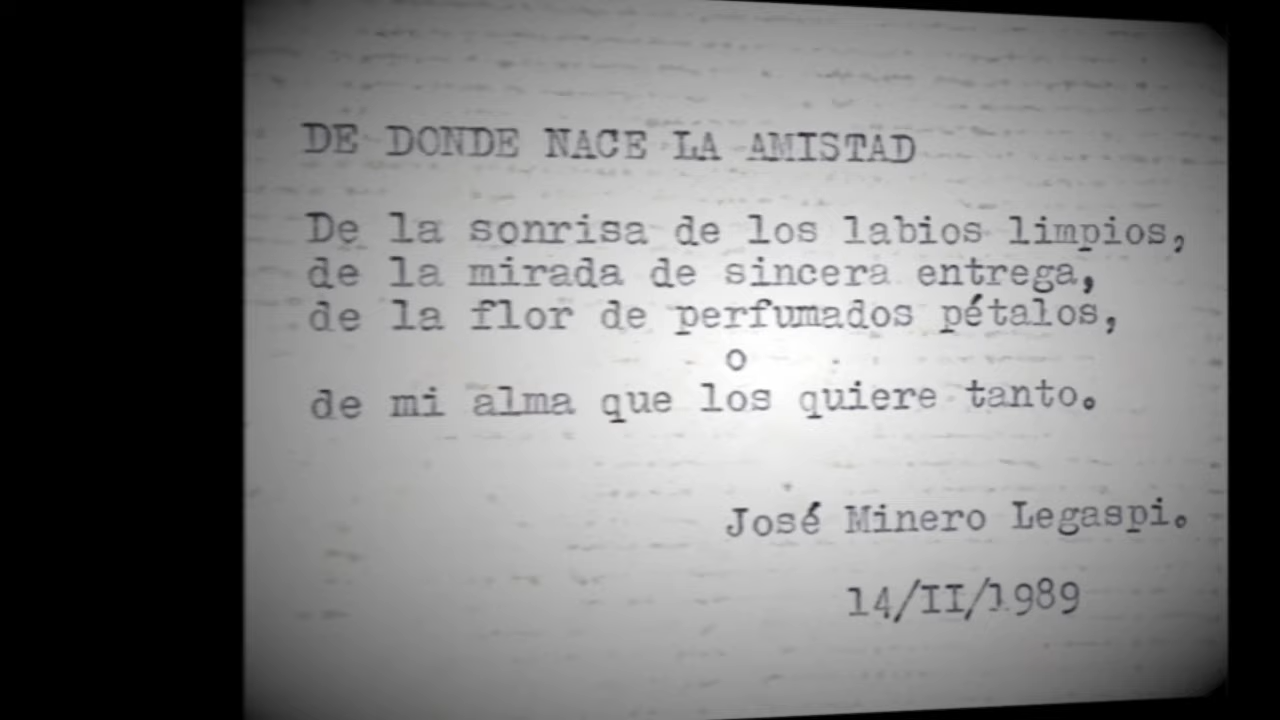 DE DONDE NACE LA AMISTAD
De la sonrisa de los labios limpios,
de la mirada de sincera entrega,
de la flor de perfumados pétalos,
o
de mi alma que los quiere tanto.
José Minero Legaspi.
14/II/1989